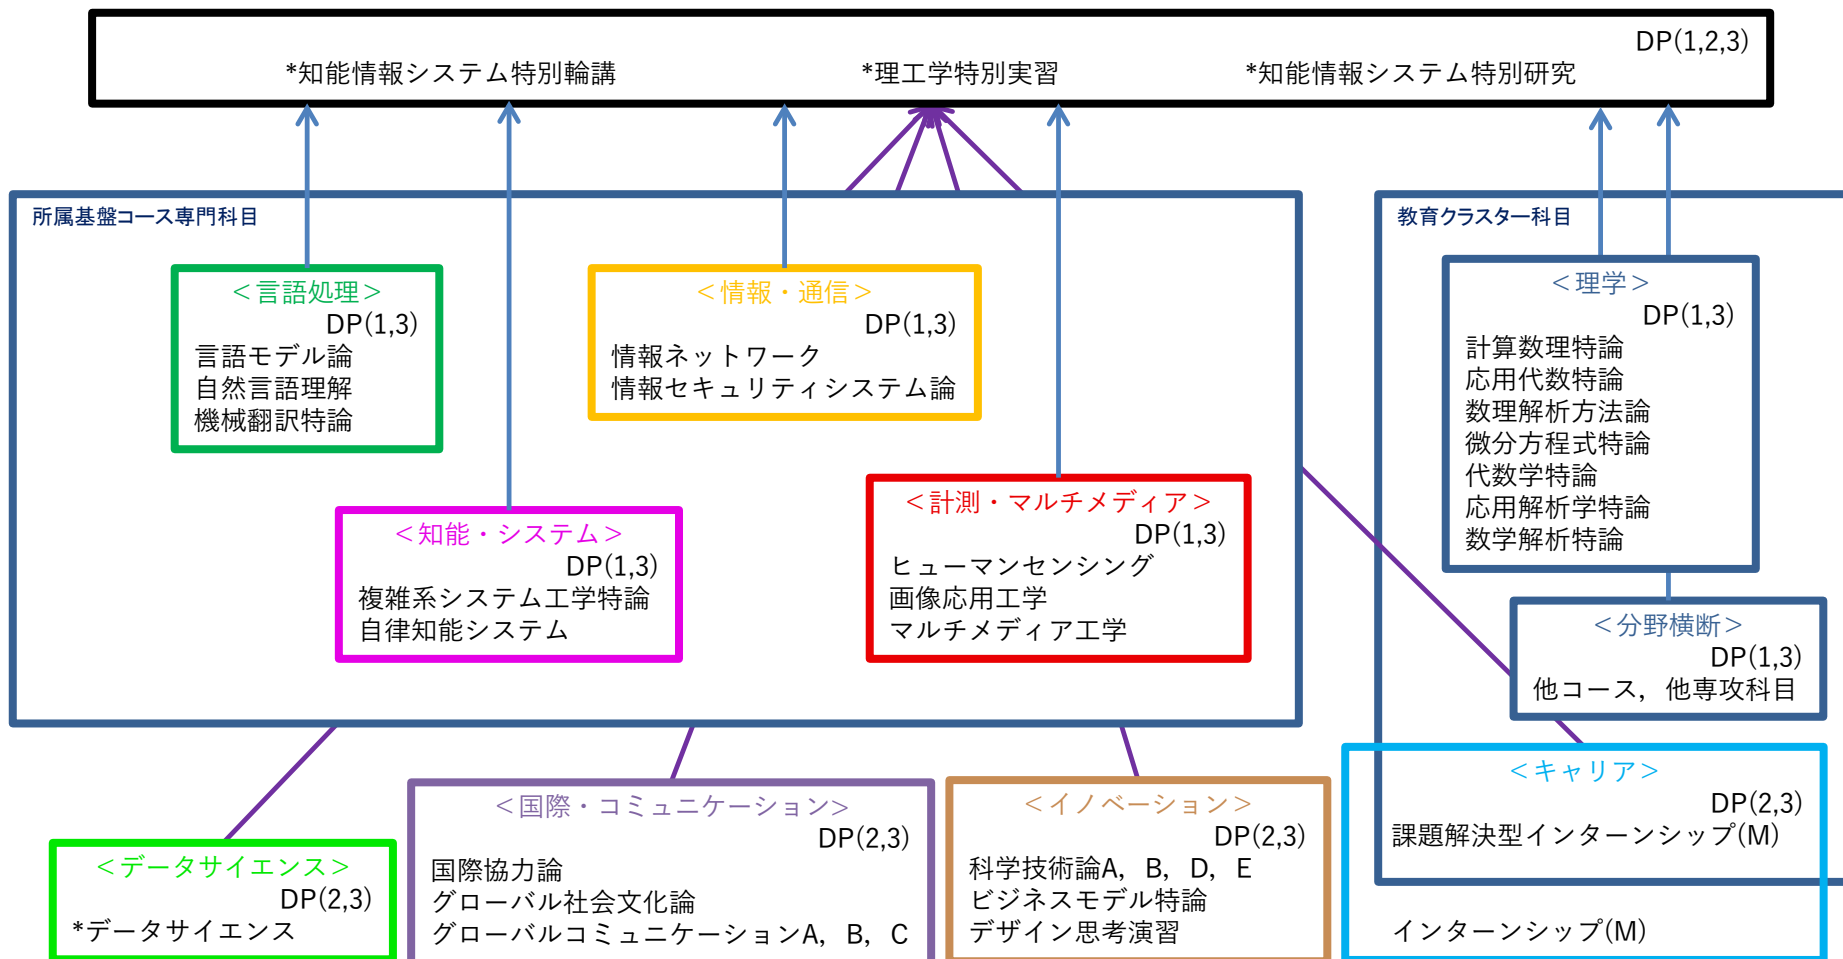 DP(1,2,3)
*知能情報システム特別輪講 *理工学特別実習 *知能情報システム特別研究
所属基盤コース専門科目
<言語処理>
DP(1,3)
言語モデル論
自然言語理解
機械翻訳特論
<情報・通信>
DP(1,3)
情報ネットワーク
情報セキュリティシステム論
<知能・システム>
DP(1,3)
複雑系システム工学特論
自律知能システム
<計測・マルチメディア>
DP(1,3)
ヒューマンセンシング
画像応用工学
マルチメディア工学
教育クラスター科目
<理学>
DP(1,3)
計算数理特論
応用代数特論
数理解析方法論
微分方程式特論
代数学特論
応用解析学特論
数学解析特論
<分野横断>
DP(1,3)
他コース，他専攻科目
<データサイエンス>
DP(2,3)
*データサイエンス
<国際・コミュニケーション>
DP(2,3)
国際協力論
グローバル社会文化論
グローバルコミュニケーションA，B，C
<イノベーション>
DP(2,3)
科学技術論A，B，D，E
ビジネスモデル特論
デザイン思考演習
<キャリア>
DP(2,3)
課題解決型インターンシップ(M)
インターンシップ(M)